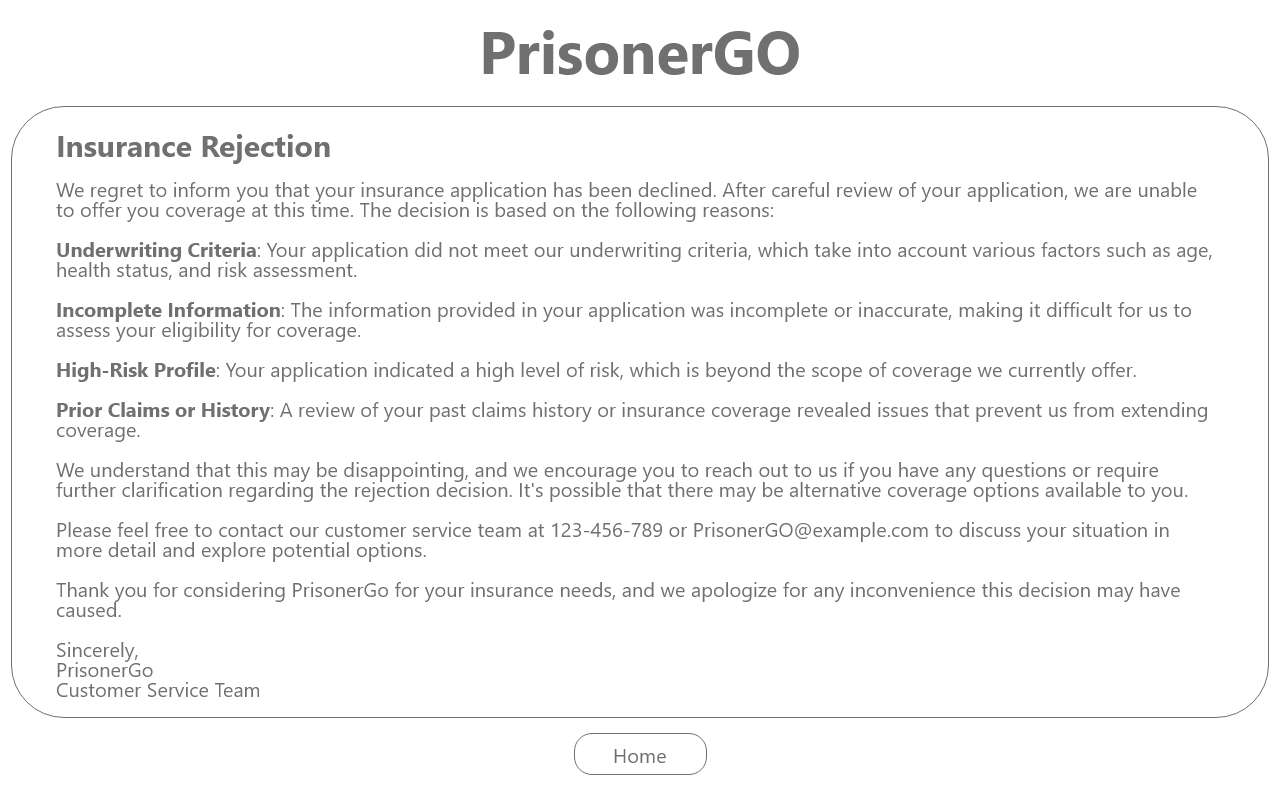 PrisonerGO
Insurance Rejection
We regret to inform you that your insurance application has been declined. After careful review of your application, we are unable
to offer you coverage at this time. The decision is based on the following reasons:
Underwriting Criteria: Your application did not meet our underwriting criteria, which take into account various factors such as age,
health status, and risk assessment.
Incomplete Information: The information provided in your application was incomplete or inaccurate, making it difficult for us to
assess your eligibility for coverage.
High-Risk Profile: Your application indicated a high level of risk, which is beyond the scope of coverage we currently offer.
Prior Claims or History: A review of your past claims history or insurance coverage revealed issues that prevent us from extending
coverage.
We understand that this may be disappointing, and we encourage you to reach out to us if you have any questions or require
further clarification regarding the rejection decision. It's possible that there may be alternative coverage options available to you.
Please feel free to contact our customer service team at 123-456-789 or PrisonerGO@example.com to discuss your situation in
more detail and explore potential options.
Thank you for considering PrisonerGo for your insurance needs, and we apologize for any inconvenience this decision may have
caused.
Sincerely,
PrisonerGo
Customer Service Team
Home